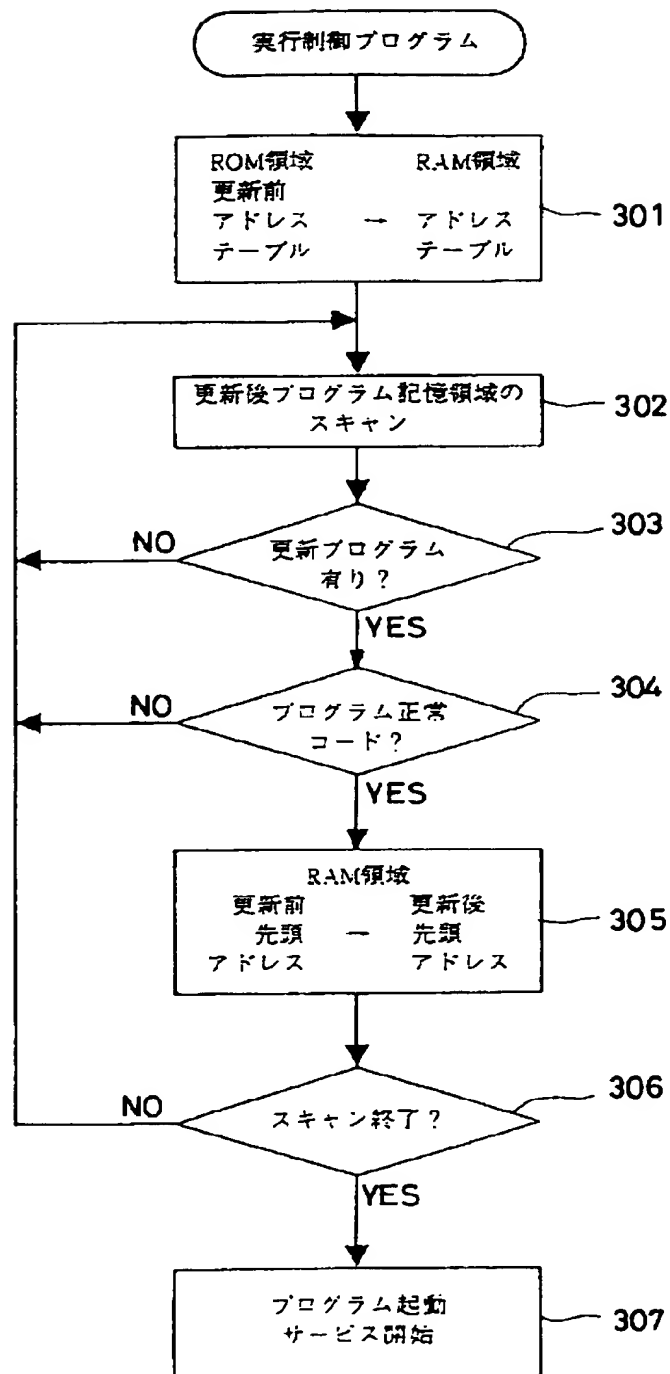 実行制御プログラム
ROM領域 RAM領域
更新前
アドレス → アドレス
テーブル テーブル
301
更新後プログラム記憶領域の
スキャン
302
303
NO
更新プログラム
有り?
YES
304
NO
プログラム正常
コード?
YES
RAM領域
更新前 更新後
先頭 — 先頭
アドレス アドレス
305
306
NO
スキャン終了?
YES
プログラム起動
サービス開始
307